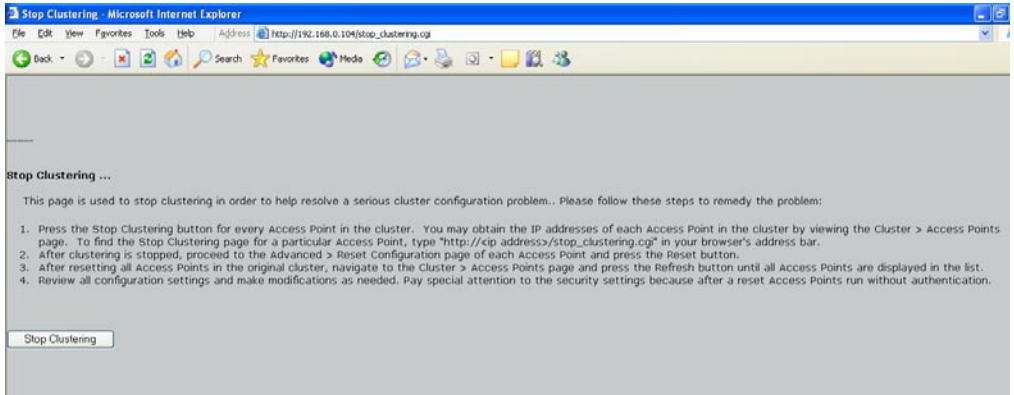 Stop Clustering - Microsoft Internet Explorer
File Edit View Favorites Tools Help Address http://192.168.0.104/stop_clustering.cgi
Back Search Favorites Media
Stop Clustering ...
This page is used to stop clustering in order to help resolve a serious cluster configuration problem.. Please follow these steps to remedy the problem:
1. Press the Stop Clustering button for every Access Point in the cluster. You may obtain the IP addresses of each Access Point in the cluster by viewing the Cluster > Access Points
page. To find the Stop Clustering page for a particular Access Point, type "http://<ip address>/stop_clustering.cgi" in your browser's address bar.
2. After clustering is stopped, proceed to the Advanced > Reset Configuration page of each Access Point and press the Reset button.
3. After resetting all Access Points in the original cluster, navigate to the Cluster > Access Points page and press the Refresh button until all Access Points are displayed in the list.
4. Review all configuration settings and make modifications as needed. Pay special attention to the security settings because after a reset Access Points run without authentication.
Stop Clustering